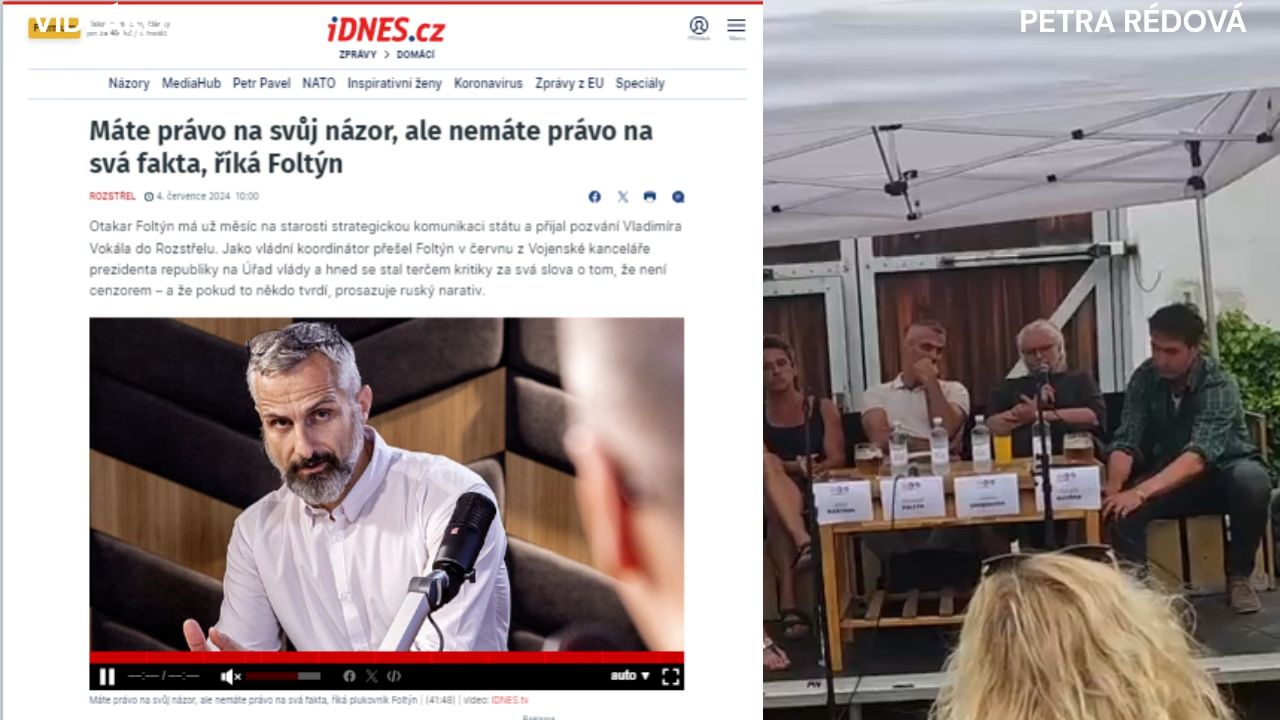 VID
iDNES.cz
ZPRÁVY > DOMÁCÍ
Názory MediaHub Petr Pavel NATO Inspirativní ženy Koronavirus Zprávy z EU Speciály
Máte právo na svůj názor, ale nemáte právo na
svá fakta, říká Foltýn
ROZSTŘEL 4. července 2024 10:00
Otakar Foltýn má už měsíc na starosti strategickou komunikaci státu a přijal pozvání Vladimíra
Vokála do Rozstřelu. Jako vládní koordinátor přešel Foltýn v červnu z Vojenské kanceláře
prezidenta republiky na Úřad vlády a hned se stal terčem kritiky za svá slova o tom, že není
cenzorem – a že pokud to někdo tvrdí, prosazuje ruský narativ.
--:-- / --:-- auto
Máte právo na svůj názor, ale nemáte právo na svá fakta, říká plukovník Foltýn | (41:48) | video: iDNES.tv
Reklama
PETRA RÉDOVÁ